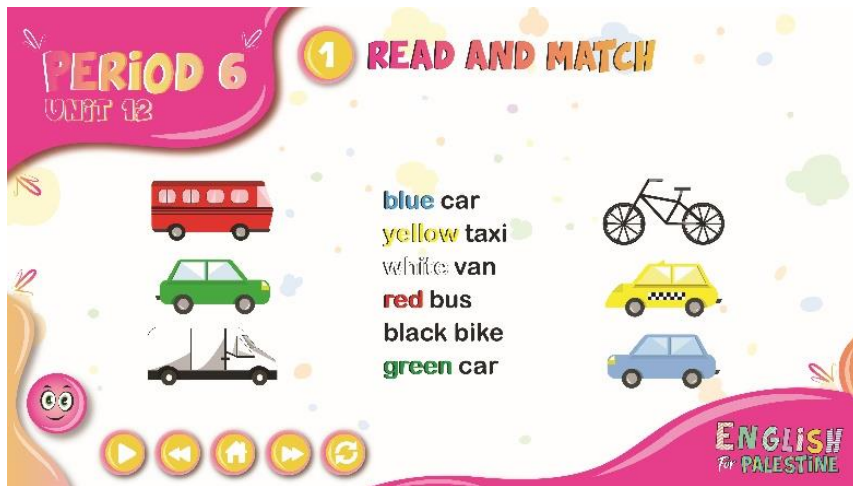 PERIOD 6
UNIT 12
1 READ AND MATCH
blue car
yellow taxi
white van
red bus
black bike
green car
ENGLISH
For PALESTINE